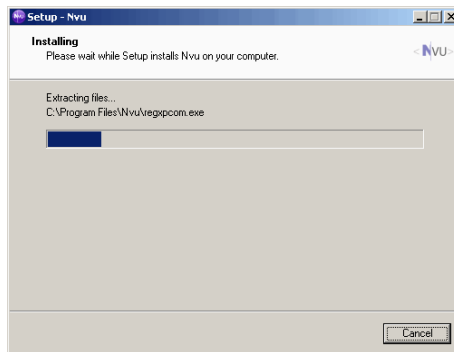 Setup - Nvu
Installing
Please wait while Setup installs Nvu on your computer.
<NVU>
Extracting files...
C:\Program Files\Nvu\regxpcom.exe
Cancel